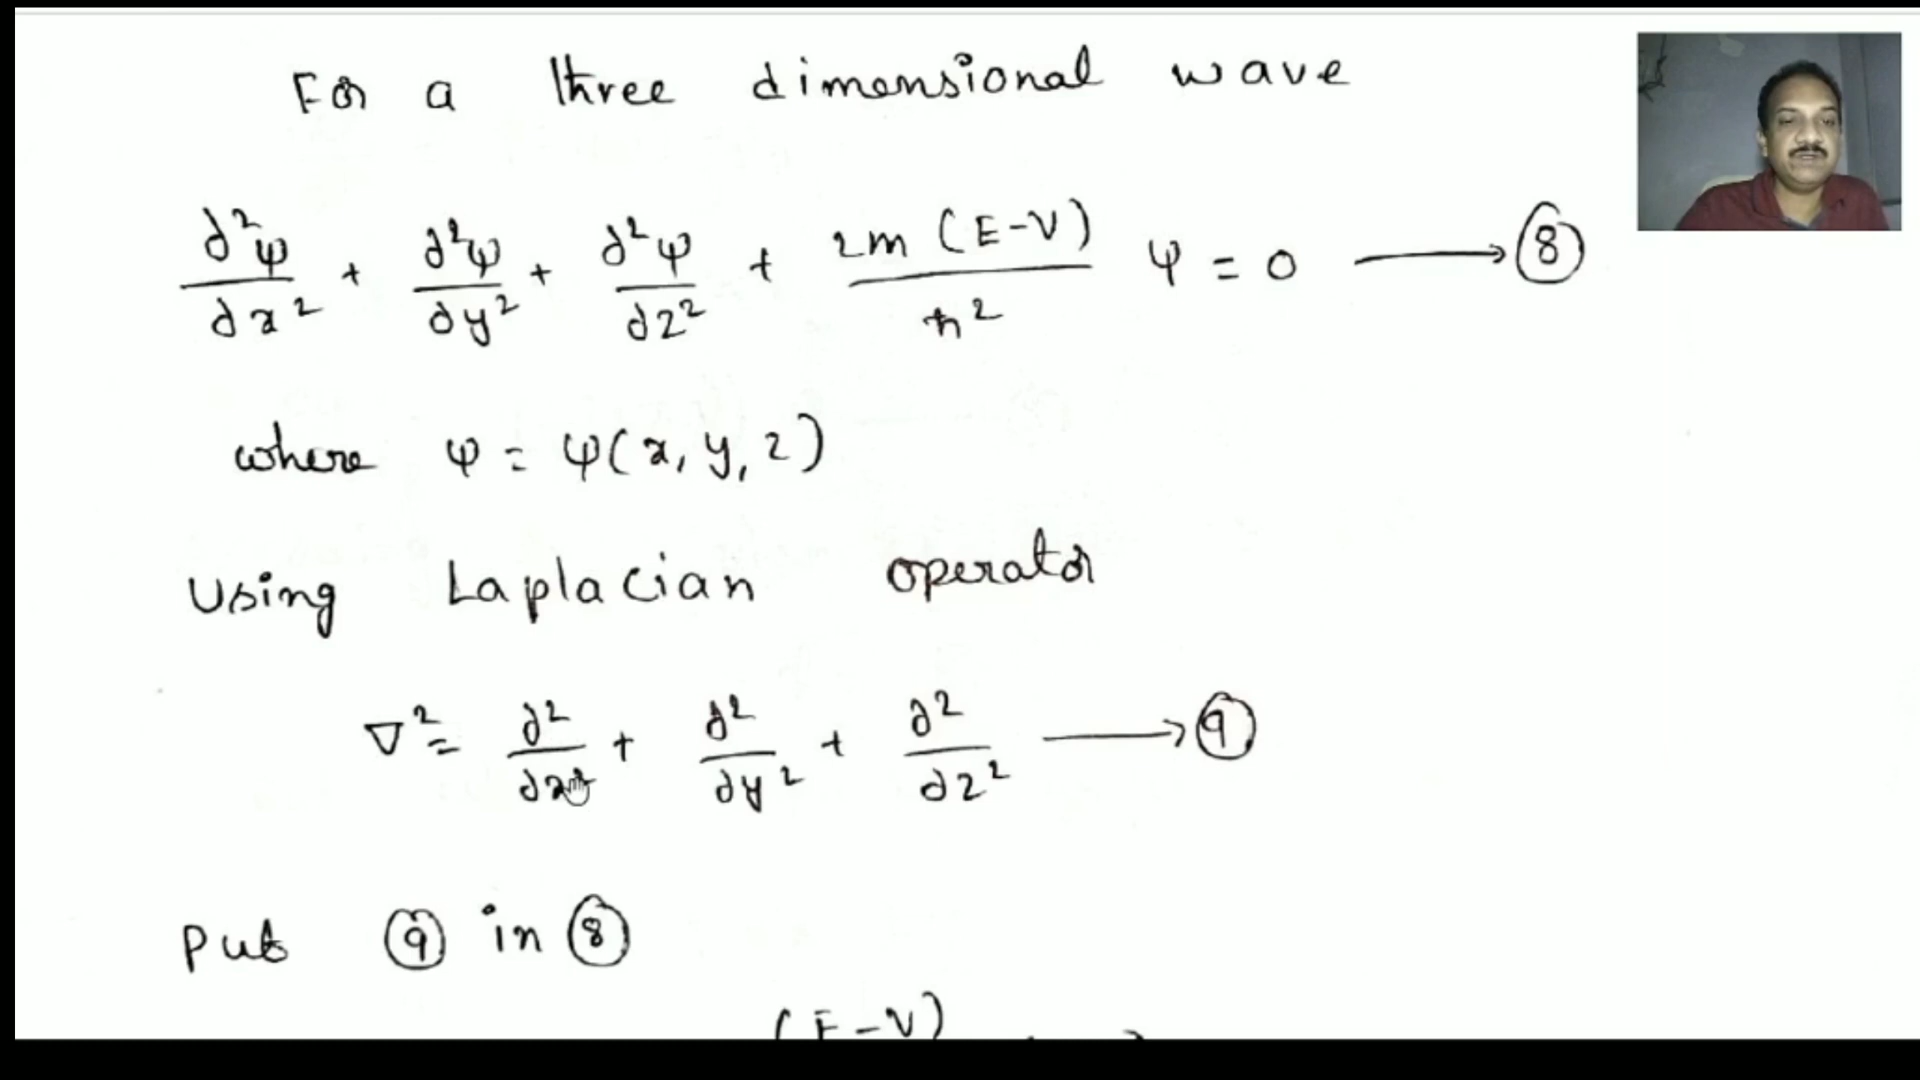 For a three dimensional wave
∂²ψ/∂x² + ∂²ψ/∂y² + ∂²ψ/∂z² + 2m (E-V)/ħ² ψ = 0 ⟶ ⑧
where ψ = ψ(x, y, z)
Using Laplacian operator
∇² = ∂²/∂x² + ∂²/∂y² + ∂²/∂z² ⟶ ⑨
Put ⑨ in ⑧
(E-V)